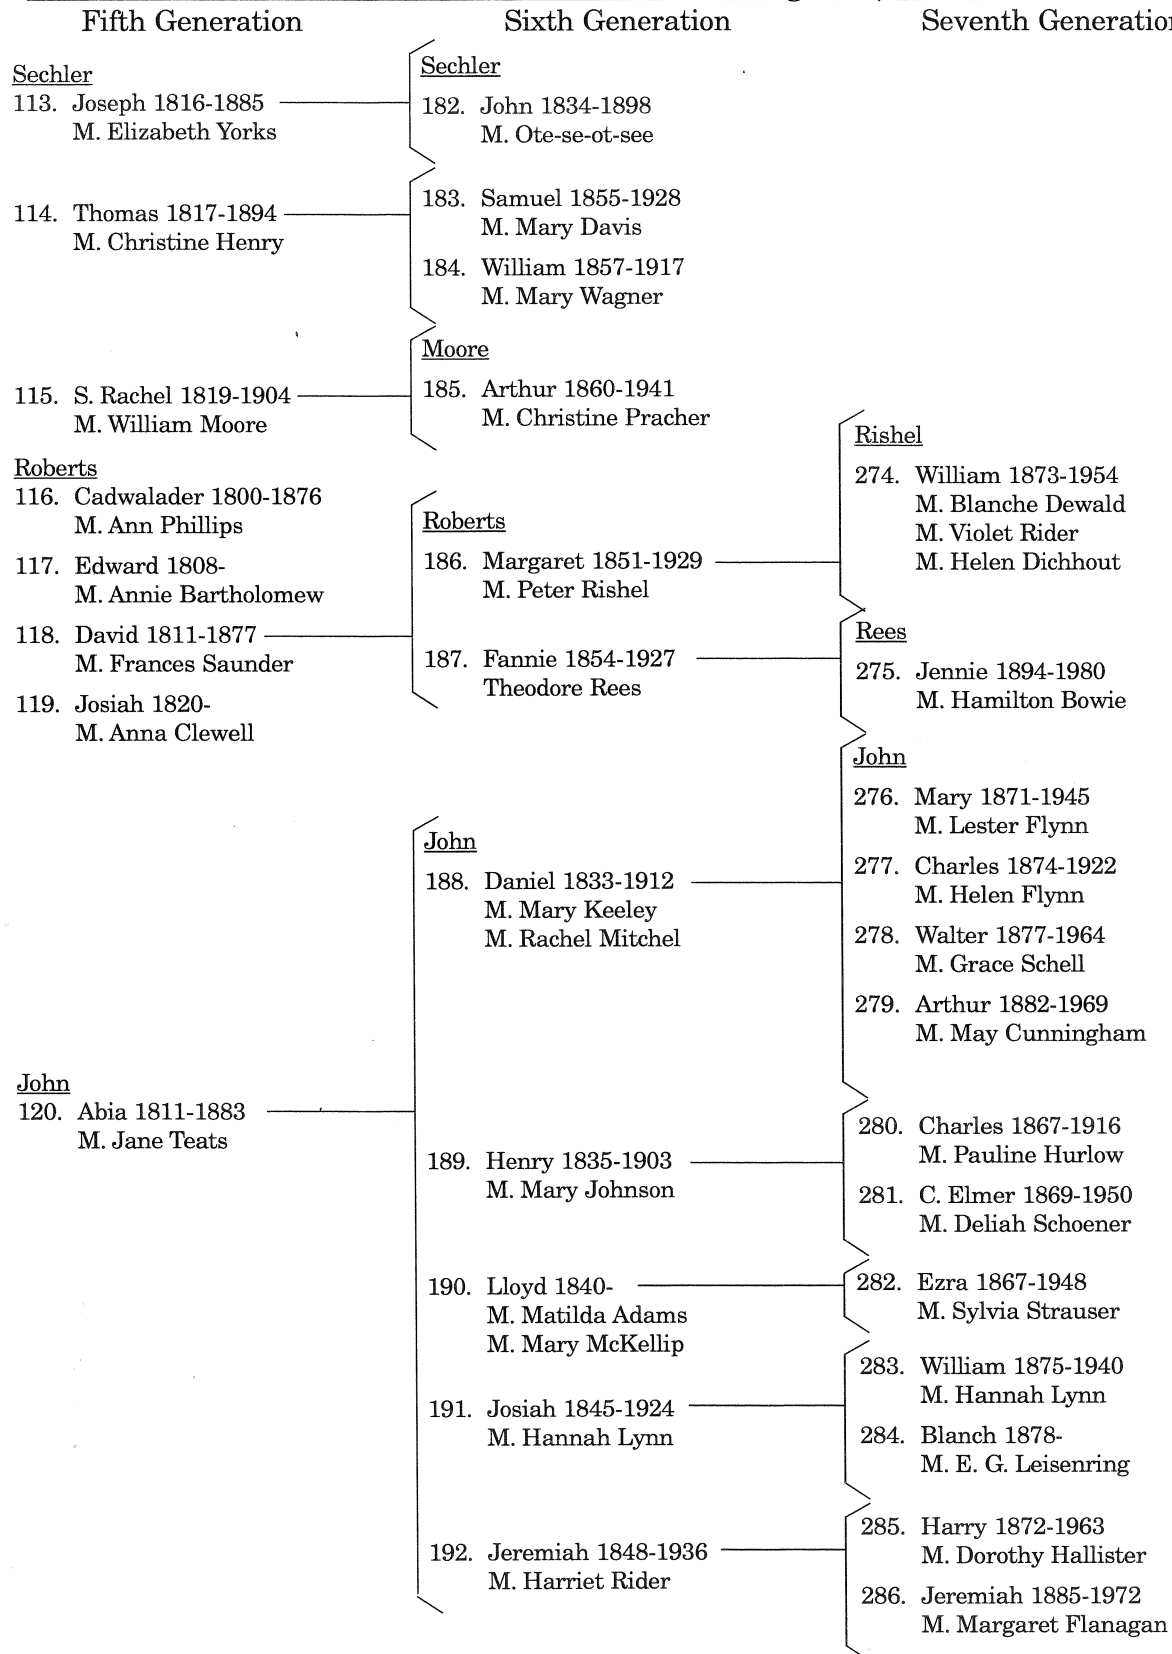 Fifth Generation
Sechler
113. Joseph 1816-1885
M. Elizabeth Yorks
114. Thomas 1817-1894
M. Christine Henry
115. S. Rachel 1819-1904
M. William Moore
Roberts
116. Cadwalader 1800-1876
M. Ann Phillips
117. Edward 1808-
M. Annie Bartholomew
118. David 1811-1877
M. Frances Saunder
119. Josiah 1820-
M. Anna Clewell
John
120. Abia 1811-1883
M. Jane Teats
Sixth Generation
Sechler
182. John 1834-1898
M. Ote-se-ot-see
183. Samuel 1855-1928
M. Mary Davis
184. William 1857-1917
M. Mary Wagner
Moore
185. Arthur 1860-1941
M. Christine Pracher
Roberts
186. Margaret 1851-1929
M. Peter Rishel
187. Fannie 1854-1927
Theodore Rees
John
188. Daniel 1833-1912
M. Mary Keeley
M. Rachel Mitchel
189. Henry 1835-1903
M. Mary Johnson
190. Lloyd 1840-
M. Matilda Adams
M. Mary McKellip
191. Josiah 1845-1924
M. Hannah Lynn
192. Jeremiah 1848-1936
M. Harriet Rider
Seventh Generation
Rishel
274. William 1873-1954
M. Blanche Dewald
M. Violet Rider
M. Helen Dichhout
Rees
275. Jennie 1894-1980
M. Hamilton Bowie
John
276. Mary 1871-1945
M. Lester Flynn
277. Charles 1874-1922
M. Helen Flynn
278. Walter 1877-1964
M. Grace Schell
279. Arthur 1882-1969
M. May Cunningham
280. Charles 1867-1916
M. Pauline Hurlow
281. C. Elmer 1869-1950
M. Deliah Schoener
282. Ezra 1867-1948
M. Sylvia Strauser
283. William 1875-1940
M. Hannah Lynn
284. Blanch 1878-
M. E. G. Leisenring
285. Harry 1872-1963
M. Dorothy Hallister
286. Jeremiah 1885-1972
M. Margaret Flanagan